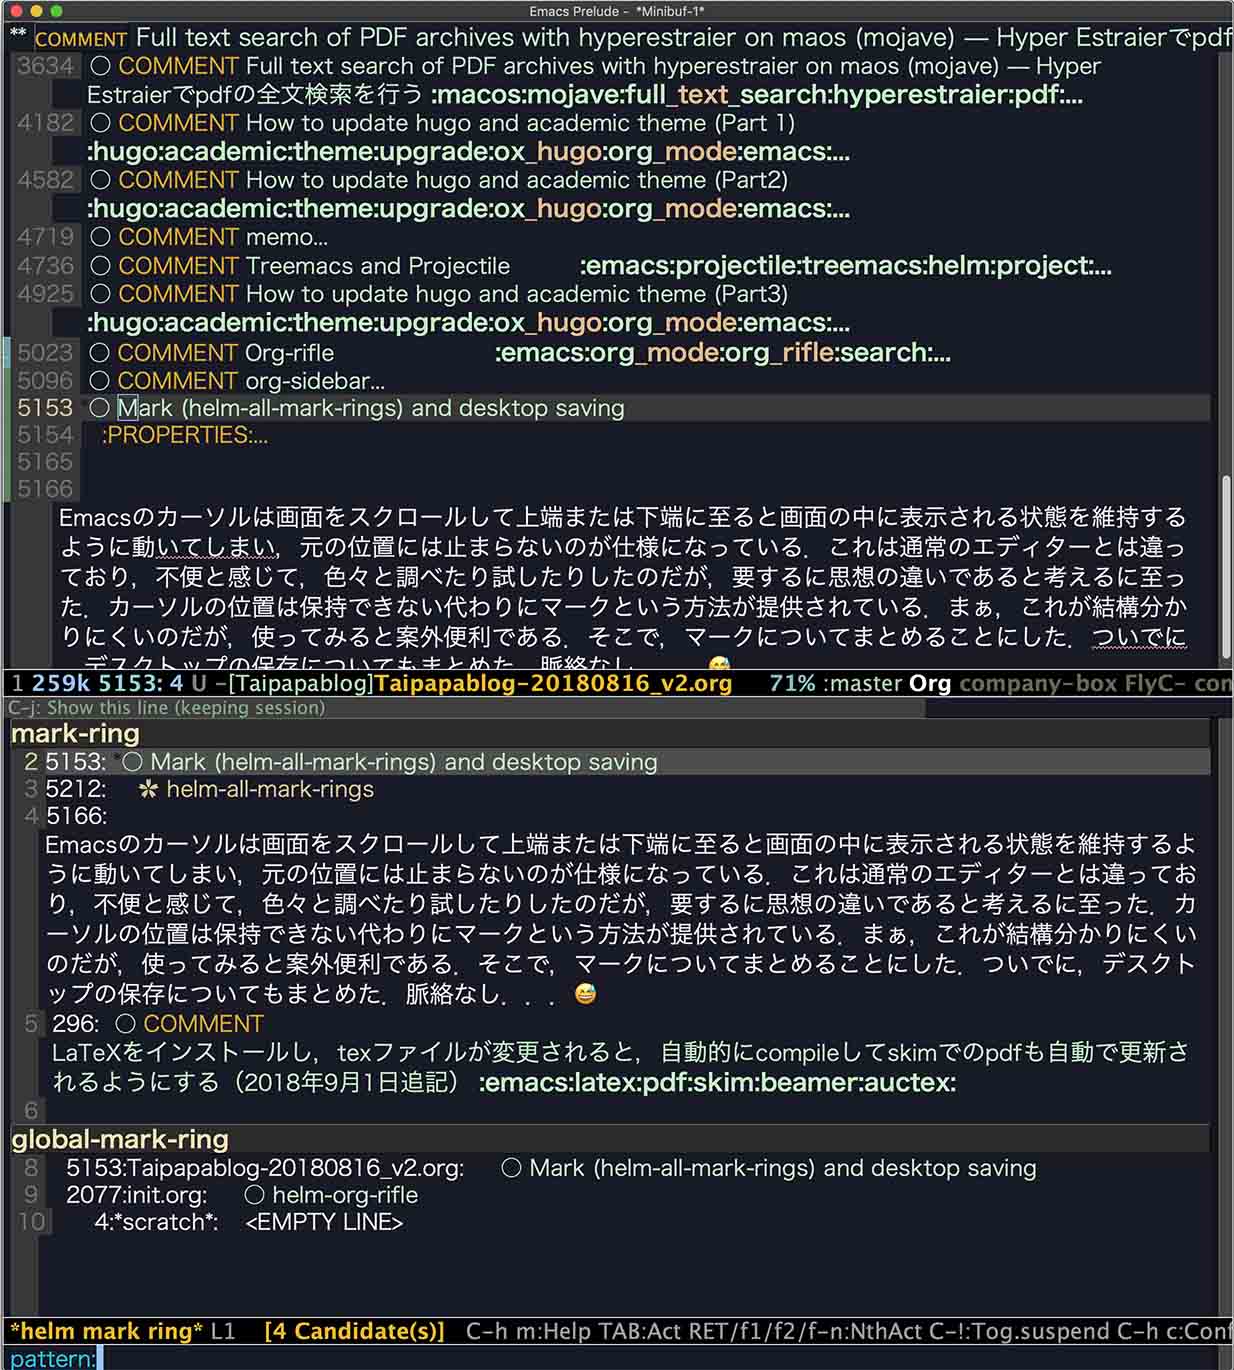 Emacs Prelude - *Minibuf-1*
** COMMENT Full text search of PDF archives with hyperestraier on maos (mojave) — Hyper Estraierでpdf
3634 ○ COMMENT Full text search of PDF archives with hyperestraier on maos (mojave) — Hyper
Estraierでpdfの全文検索を行う :macos:mojave:full_text_search:hyperestraier:pdf:...
4182 ○ COMMENT How to update hugo and academic theme (Part 1)
:hugo:academic:theme:upgrade:ox_hugo:org_mode:emacs:...
4582 ○ COMMENT How to update hugo and academic theme (Part2)
:hugo:academic:theme:upgrade:ox_hugo:org_mode:emacs:...
4719 ○ COMMENT memo...
4736 ○ COMMENT Treemacs and Projectile :emacs:projectile:treemacs:helm:project:...
4925 ○ COMMENT How to update hugo and academic theme (Part3)
:hugo:academic:theme:upgrade:ox_hugo:org_mode:emacs:...
5023 ○ COMMENT Org-rifle :emacs:org_mode:org_rifle:search:...
5096 ○ COMMENT org-sidebar...
5153 ○ Mark (helm-all-mark-rings) and desktop saving
5154 :PROPERTIES:...
5165
5166
Emacsのカーソルは画面をスクロールして上端または下端に至ると画面の中に表示される状態を維持する
ように動いてしまい，元の位置には止まらないのが仕様になっている．これは通常のエディターとは違っ
ており，不便と感じて，色々と調べたり試したりしたのだが，要するに思想の違いであると考えるに至っ
た．カーソルの位置は保持できない代わりにマークという方法が提供されている．まぁ，これが結構分か
りにくいのだが，使ってみると案外便利である．そこで，マークについてまとめることにした．ついでに
，デスクトップの保存についてもまとめた．脈絡なし．．．😅
1 259k 5153: 4 U -[Taipapablog]Taipapablog-20180816_v2.org 71% :master Org company-box FlyC- con
C-j: Show this line (keeping session)
mark-ring
2 5153: *○ Mark (helm-all-mark-rings) and desktop saving
3 5212: ✼ helm-all-mark-rings
4 5166:
Emacsのカーソルは画面をスクロールして上端または下端に至ると画面の中に表示される状態を維持するよ
うに動いてしまい，元の位置には止まらないのが仕様になっている．これは通常のエディターとは違ってお
り，不便と感じて，色々と調べたり試したりしたのだが，要するに思想の違いであると考えるに至った．カ
ーソルの位置は保持できない代わりにマークという方法が提供されている．まぁ，これが結構分かりにくい
のだが，使ってみると案外便利である．そこで，マークについてまとめることにした．ついでに，デスクト
ップの保存についてもまとめた．脈絡なし．．．😅
5 296: ○ COMMENT
LaTeXをインストールし，texファイルが変更されると，自動的にcompileしてskimでのpdfも自動で更新さ
れるようにする（2018年9月1日追記） :emacs:latex:pdf:skim:beamer:auctex:
6
global-mark-ring
8 5153:Taipapablog-20180816_v2.org: ○ Mark (helm-all-mark-rings) and desktop saving
9 2077:init.org: ○ helm-org-rifle
10 4:*scratch*: <EMPTY LINE>
*helm mark ring* L1 [4 Candidate(s)] C-h m:Help TAB:Act RET/f1/f2/f-n:NthAct C-!:Tog.suspend C-h c:Conf
pattern: